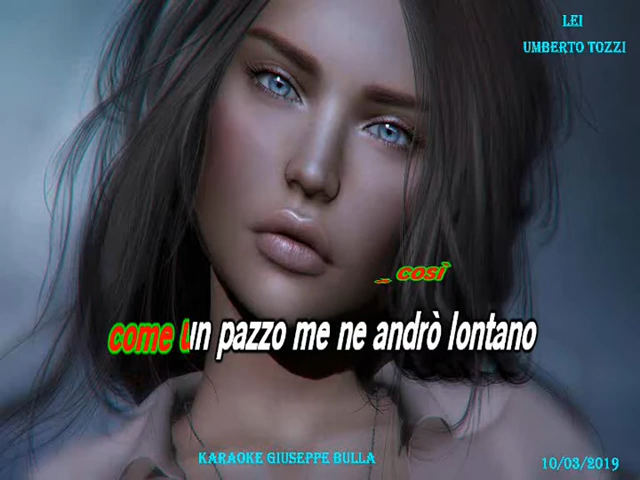 LEI
UMBERTO TOZZI
_ così
come un pazzo me ne andrò lontano
KARAOKE GIUSEPPE BULLA
10/03/2019